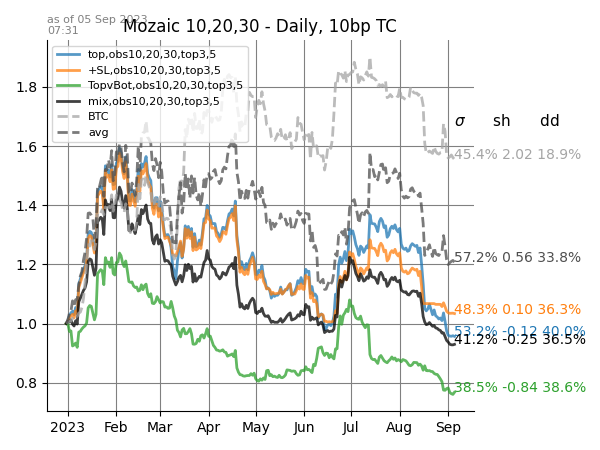 as of 05 Sep 2023
07:31
Mozaic 10,20,30 - Daily, 10bp TC
top,obs10,20,30,top3,5
+SL,obs10,20,30,top3,5
TopvBot,obs10,20,30,top3,5
mix,obs10,20,30,top3,5
BTC
avg
σ sh dd
45.4% 2.02 18.9%
57.2% 0.56 33.8%
48.3% 0.10 36.3%
53.2% -0.12 40.0%
41.2% -0.25 36.5%
38.5% -0.84 38.6%
1.8
1.6
1.4
1.2
1.0
0.8
2023 Feb Mar Apr May Jun Jul Aug Sep